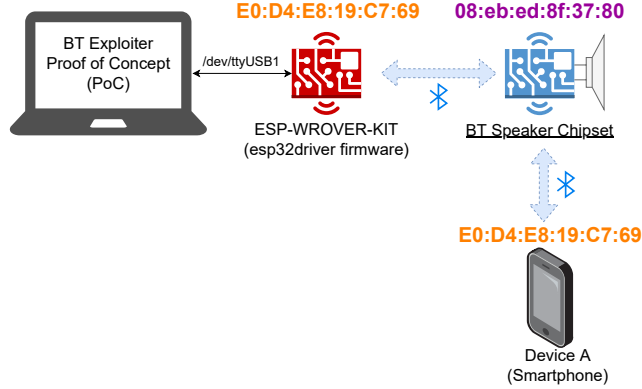 E0:D4:E8:19:C7:69
08:eb:ed:8f:37:80
BT Exploiter
Proof of Concept
(PoC)
/dev/ttyUSB1
ESP-WROVER-KIT
(esp32driver firmware)
BT Speaker Chipset
E0:D4:E8:19:C7:69
Device A
(Smartphone)